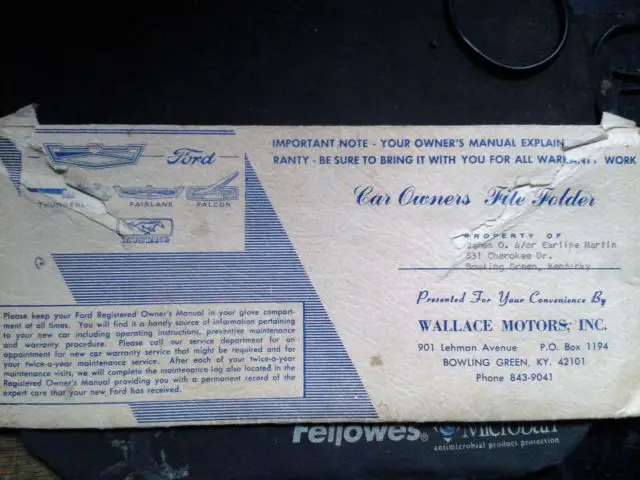 IMPORTANT NOTE - YOUR OWNER'S MANUAL EXPLAIN
RANTY - BE SURE TO BRING IT WITH YOU FOR ALL WARRANTY WORK
Ford
THUNDERB
FAIRLANE
FALCON
MUSTANG
Car Owners File Folder
PROPERTY OF
James O. &/or Earline Martin
531 Cherokee Dr.
Bowling Green, Kentucky
Presented For Your Convenience By
WALLACE MOTORS, INC.
901 Lehman Avenue P.O. Box 1194
BOWLING GREEN, KY. 42101
Phone 843-9041
Please keep your Ford Registered Owner's Manual in your glove compart-
ment at all times. You will find it a handy source of information pertaining
to your new car including operating instructions, preventive maintenance
and warranty procedure. Please call our service department for an
appointment for new car warranty service that might be required and for
your twice-a-year maintenance service. After each of your twice-a-year
maintenance visits, we will complete the maintenance log also located in the
Registered Owner's Manual providing you with a permanent record of the
expert care that your new, Ford has received.
Fellowes® Microban
antimicrobial product protection